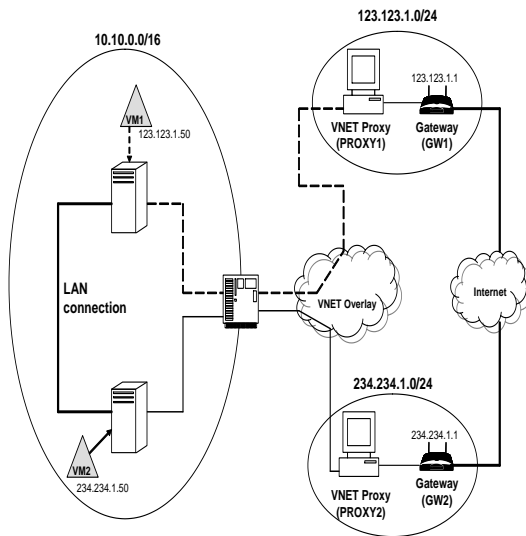 123.123.1.0/24
10.10.0.0/16
VM1
123.123.1.50
123.123.1.1
VNET Proxy
(PROXY1)
Gateway
(GW1)
LAN
connection
VNET Overlay
Internet
234.234.1.0/24
VM2
234.234.1.50
234.234.1.1
VNET Proxy
(PROXY2)
Gateway
(GW2)